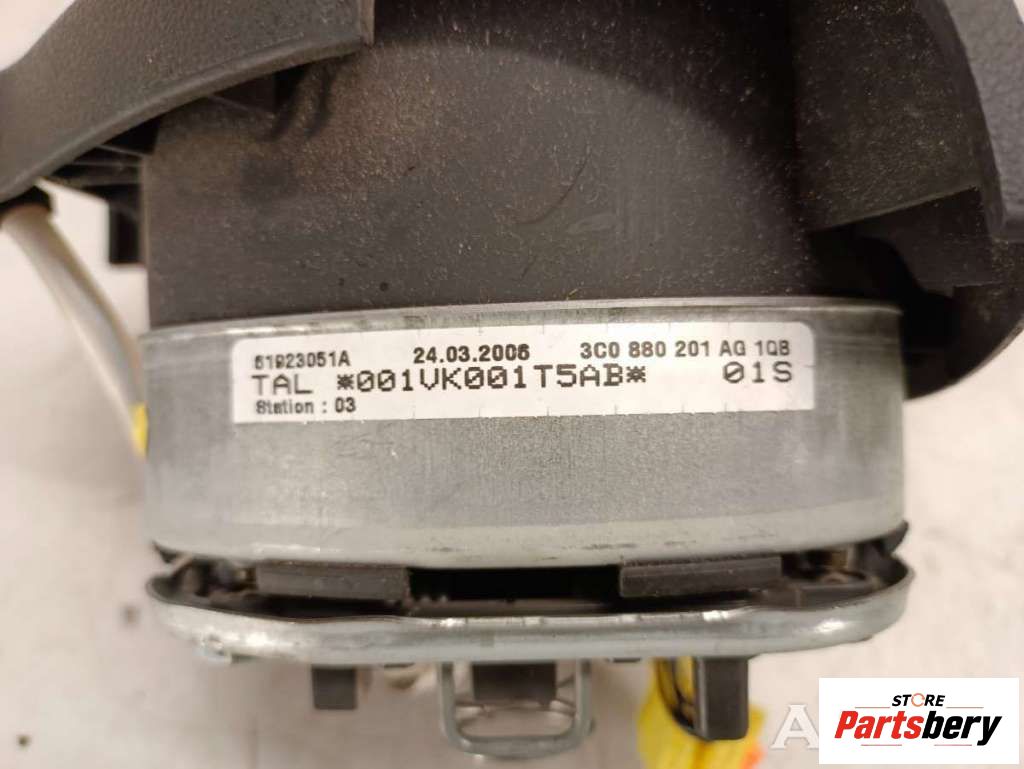 61923051A 24.03.2006 3C0 880 201 AG 1QB
TAL *001VK001T5AB* 01S
Station : 03
STORE
Partsbery